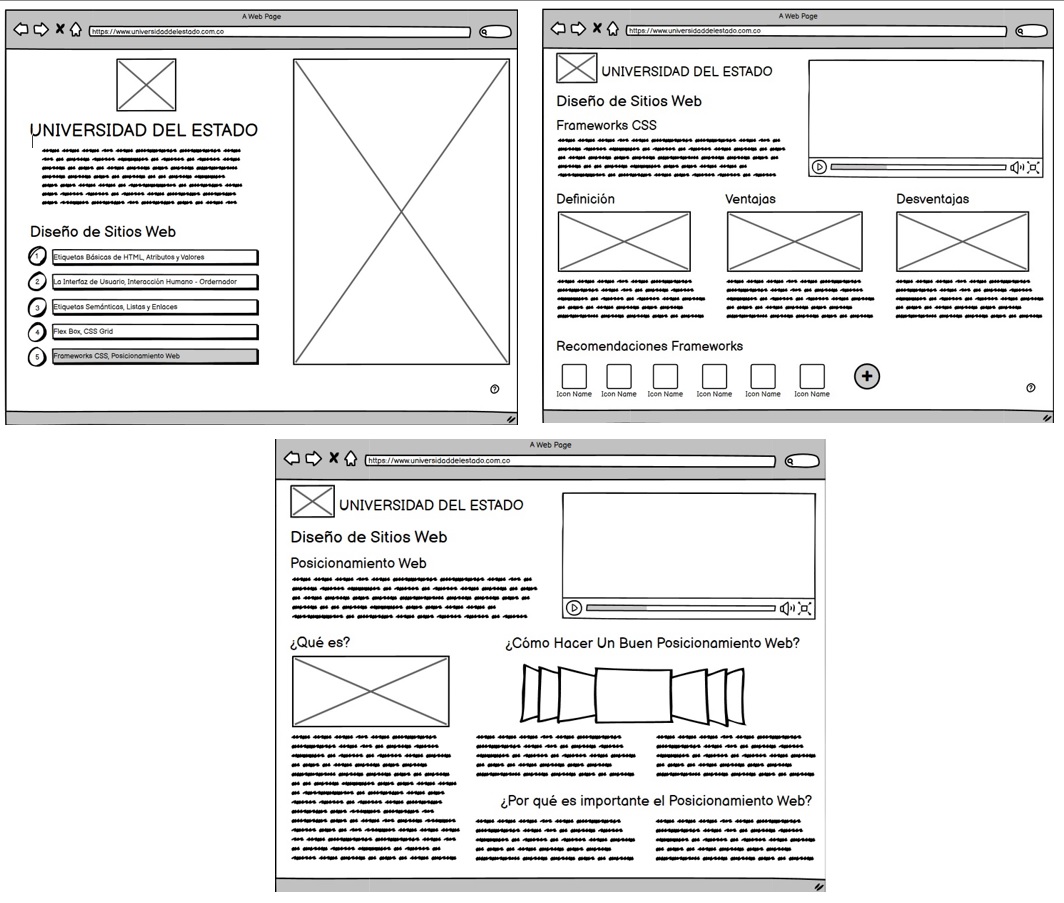 A Web Page
https://www.universidaddelestado.com.co
UNIVERSIDAD DEL ESTADO
Diseño de Sitios Web
1 Etiquetas Básicas de HTML, Atributos y Valores
2 La Interfaz de Usuario, Interacción Humano - Ordernador
3 Etiquetas Semánticas, Listas y Enlaces
4 Flex Box, CSS Grid
5 Frameworks CSS, Posicionamiento Web
?
A Web Page
https://www.universidaddelestado.com.co
UNIVERSIDAD DEL ESTADO
Diseño de Sitios Web
Frameworks CSS
Definición Ventajas Desventajas
Recomendaciones Frameworks
Icon Name Icon Name Icon Name Icon Name Icon Name Icon Name
?
A Web Page
https://www.universidaddelestado.com.co
UNIVERSIDAD DEL ESTADO
Diseño de Sitios Web
Posicionamiento Web
¿Qué es? ¿Cómo Hacer Un Buen Posicionamiento Web?
¿Por qué es importante el Posicionamiento Web?